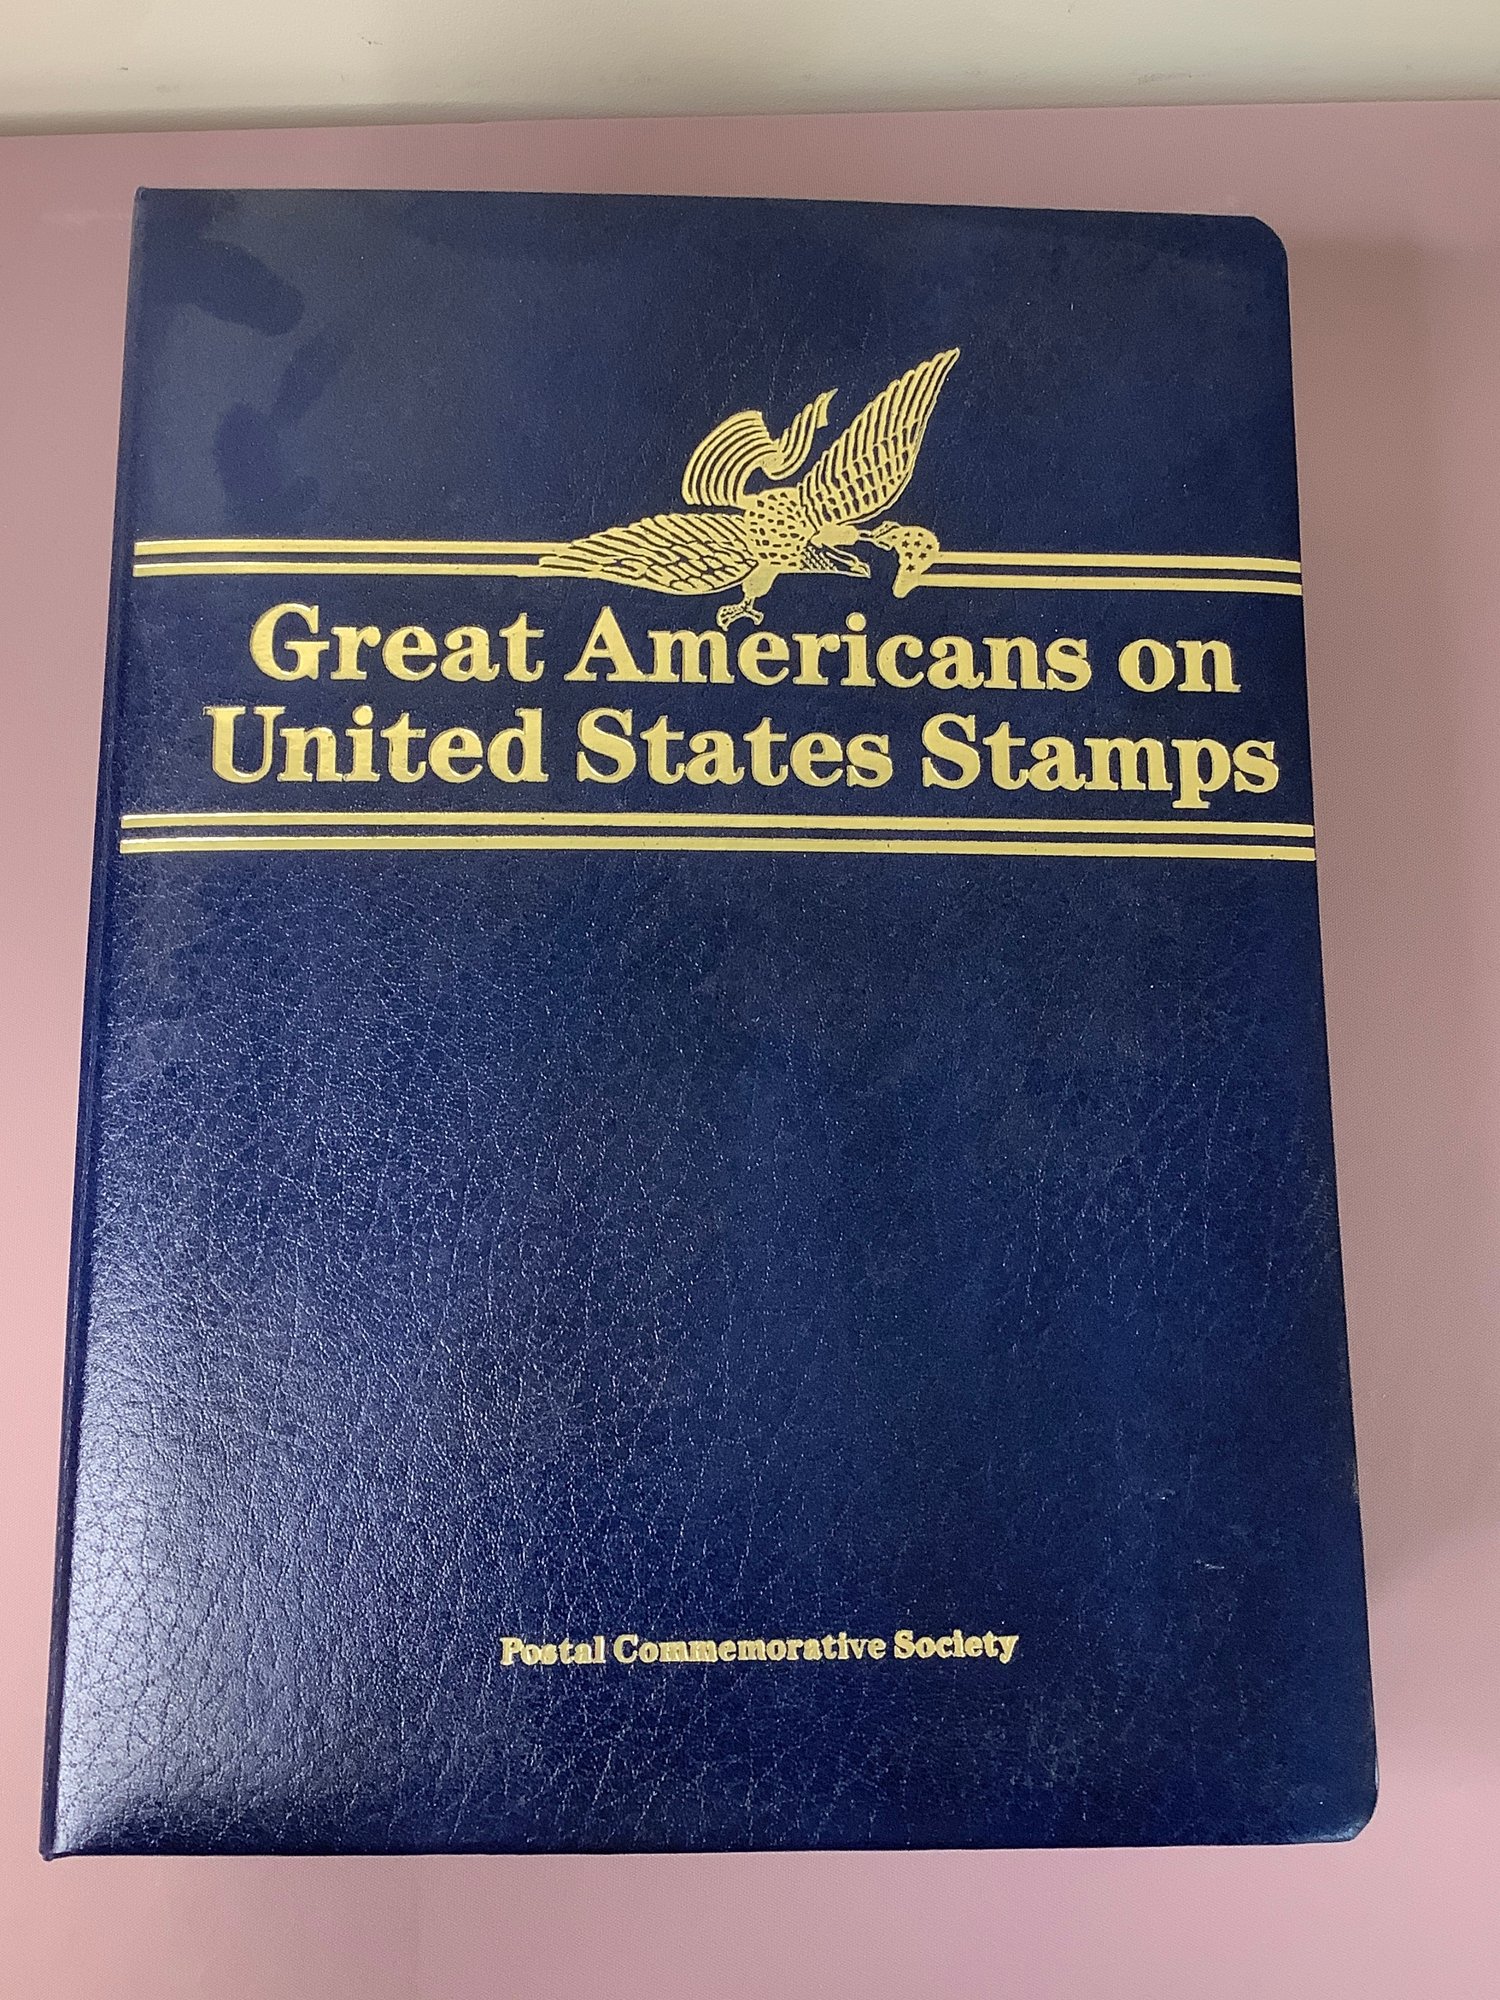 Great Americans on
United States Stamps
Postal Commemorative Society